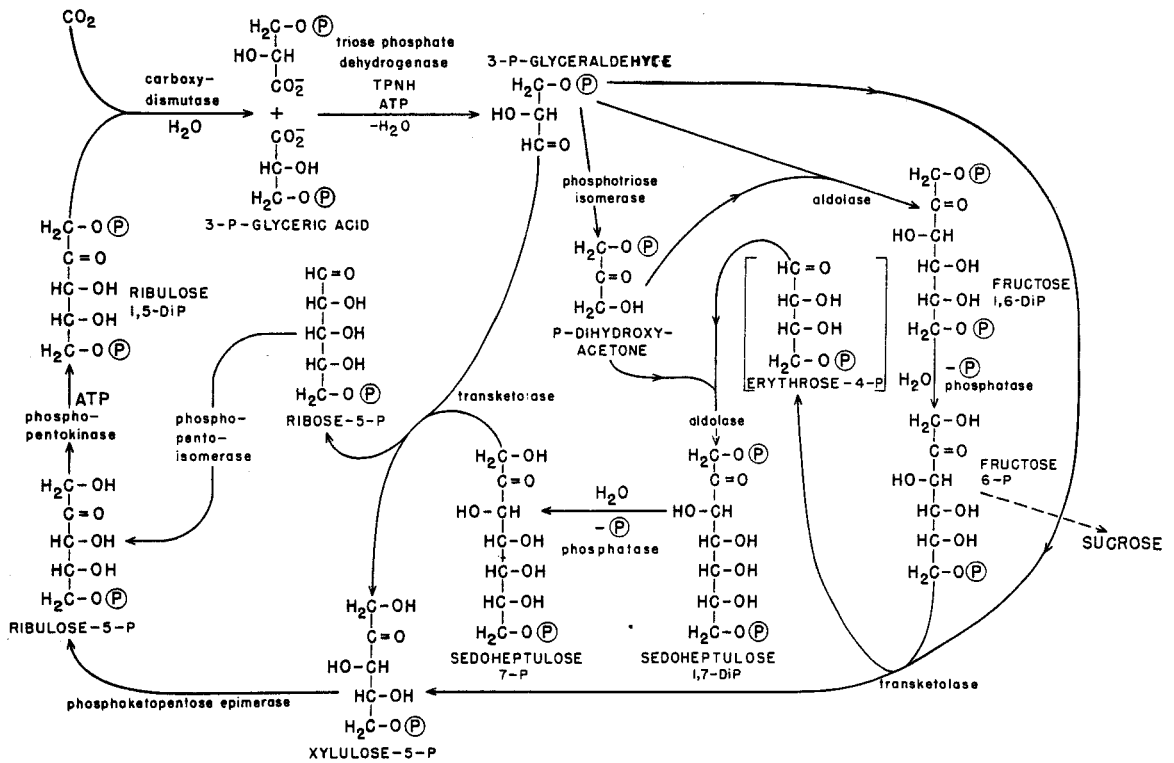 CO2
carboxy-
dismutase
H2O
H2C-O P
HO-CH
CO2-
+
CO2-
HC-OH
H2C-O P
3-P-GLYCERIC ACID
triose phosphate
dehydrogenase
TPNH
ATP
-H2O
3-P-GLYCERALDEHYDE
H2C-O P
HO-CH
HC=O
phosphotriose
isomerase
H2C-O P
C=O
H2C-OH
P-DIHYDROXY-
ACETONE
aldolase
H2C-O P
C=O
HO-CH
HC-OH
HC-OH
H2C-O P
FRUCTOSE
1,6-DiP
H2O
- P
phosphatase
H2C-OH
C=O
HO-CH
HC-OH
HC-OH
H2C-O P
FRUCTOSE
6-P
SUCROSE
HC=O
HC-OH
HC-OH
H2C-O P
ERYTHROSE-4-P
aldolase
H2C-O P
C=O
HO-CH
HC-OH
HC-OH
HC-OH
H2C-O P
SEDOHEPTULOSE
1,7-DiP
H2O
- P
phosphatase
H2C-OH
C=O
HO-CH
HC-OH
HC-OH
HC-OH
H2C-O P
SEDOHEPTULOSE
7-P
transketolase
transketolase
HC=O
HC-OH
HC-OH
HC-OH
H2C-O P
RIBOSE-5-P
phospho-
pento-
isomerase
H2C-OH
C=O
HO-CH
HC-OH
H2C-O P
XYLULOSE-5-P
phosphoketopentose epimerase
H2C-OH
C=O
HC-OH
HC-OH
H2C-O P
RIBULOSE-5-P
ATP
phospho-
pentokinase
H2C-O P
C=O
HC-OH
HC-OH
H2C-O P
RIBULOSE
1,5-DiP